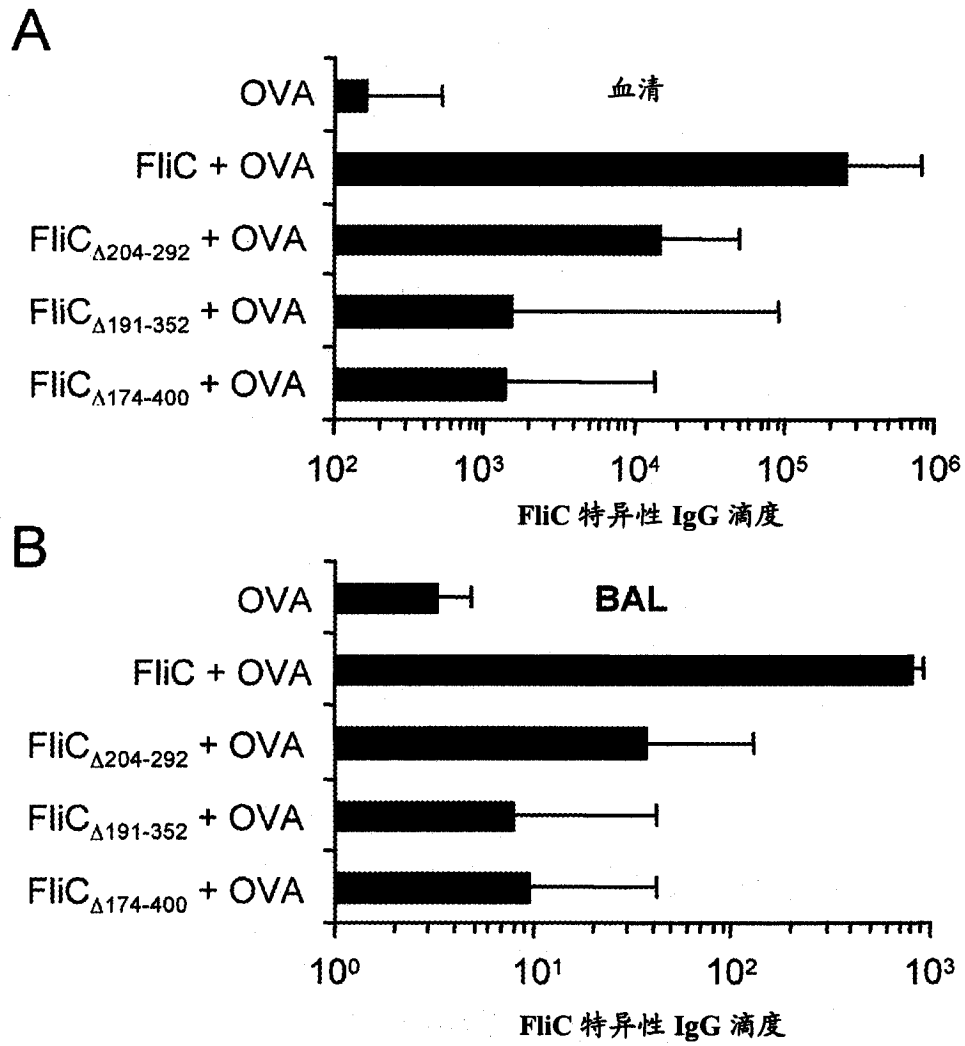 A
血清
OVA
FliC + OVA
FliCΔ204-292 + OVA
FliCΔ191-352 + OVA
FliCΔ174-400 + OVA
10² 10³ 10⁴ 10⁵ 10⁶
FliC 特异性 IgG 滴度
B
BAL
OVA
FliC + OVA
FliCΔ204-292 + OVA
FliCΔ191-352 + OVA
FliCΔ174-400 + OVA
10⁰ 10¹ 10² 10³
FliC 特异性 IgG 滴度